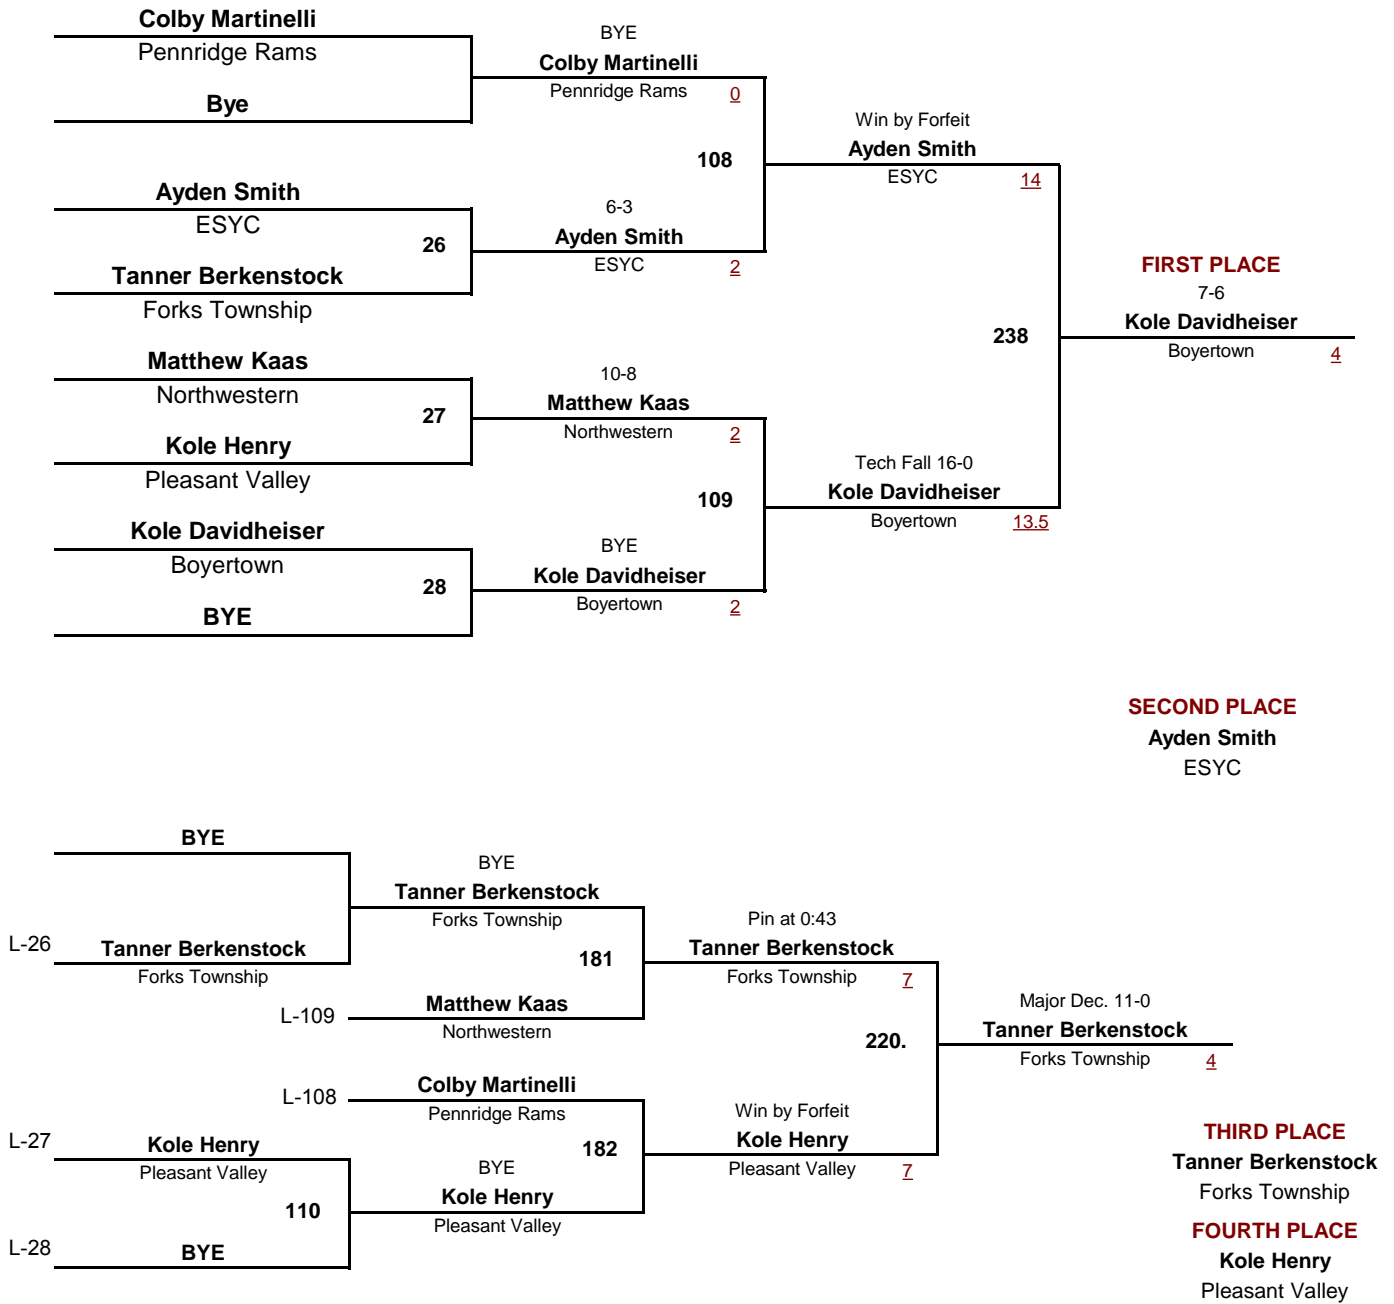 Colby Martinelli
Pennridge Rams
Bye
BYE
Colby Martinelli
Pennridge Rams 0
108
Ayden Smith
ESYC
26
Tanner Berkenstock
Forks Township
6-3
Ayden Smith
ESYC 2
Win by Forfeit
Ayden Smith
ESYC 14
Matthew Kaas
Northwestern
27
Kole Henry
Pleasant Valley
10-8
Matthew Kaas
Northwestern 2
109
Kole Davidheiser
Boyertown
28
BYE
BYE
Kole Davidheiser
Boyertown 2
Tech Fall 16-0
Kole Davidheiser
Boyertown 13.5
238
FIRST PLACE
7-6
Kole Davidheiser
Boyertown 4
SECOND PLACE
Ayden Smith
ESYC
BYE
L-26
Tanner Berkenstock
Forks Township
BYE
Tanner Berkenstock
Forks Township
181
L-109
Matthew Kaas
Northwestern
Pin at 0:43
Tanner Berkenstock
Forks Township 7
220.
L-108
Colby Martinelli
Pennridge Rams
182
L-27
Kole Henry
Pleasant Valley
110
L-28
BYE
BYE
Kole Henry
Pleasant Valley
Win by Forfeit
Kole Henry
Pleasant Valley 7
Major Dec. 11-0
Tanner Berkenstock
Forks Township 4
THIRD PLACE
Tanner Berkenstock
Forks Township
FOURTH PLACE
Kole Henry
Pleasant Valley